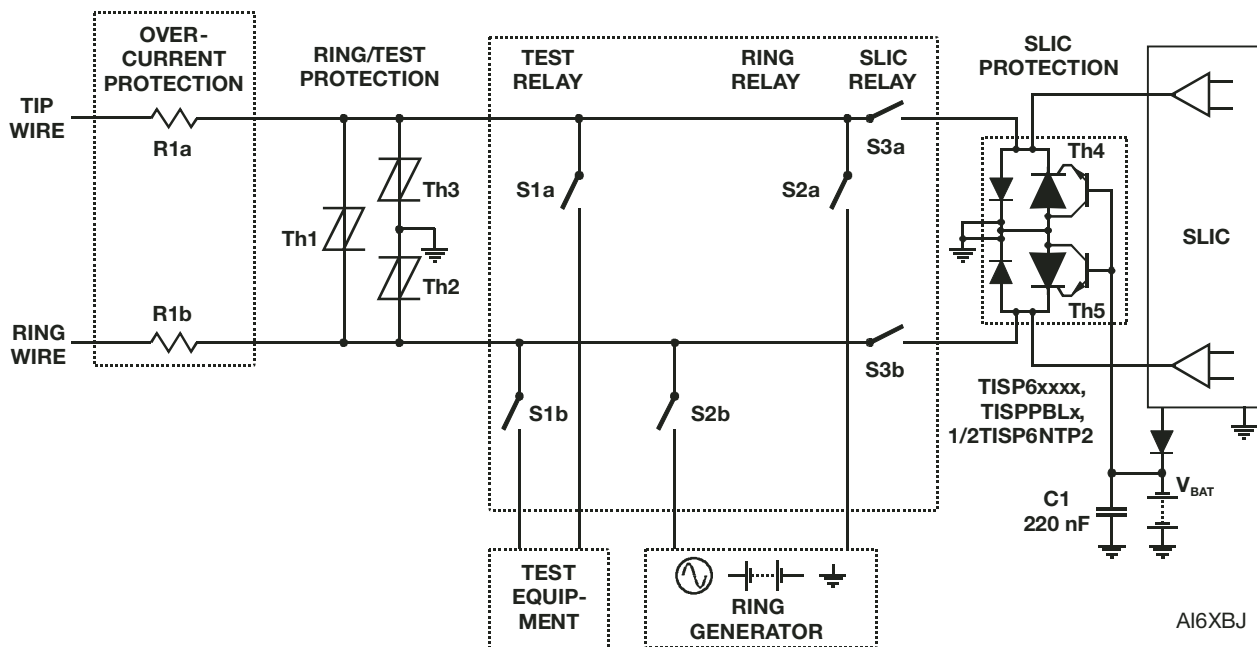 OVER-
CURRENT
PROTECTION
RING/TEST
PROTECTION
TEST
RELAY
RING
RELAY
SLIC
RELAY
SLIC
PROTECTION
TIP
WIRE
R1a
S3a
Th4
Th3
S1a
S2a
Th1
SLIC
Th2
R1b
Th5
RING
WIRE
S3b
S1b
S2b
TISP6xxxx,
TISPPBLx,
1/2TISP6NTP2
C1
220 nF
VBAT
TEST
EQUIP-
MENT
RING
GENERATOR
AI6XBJ